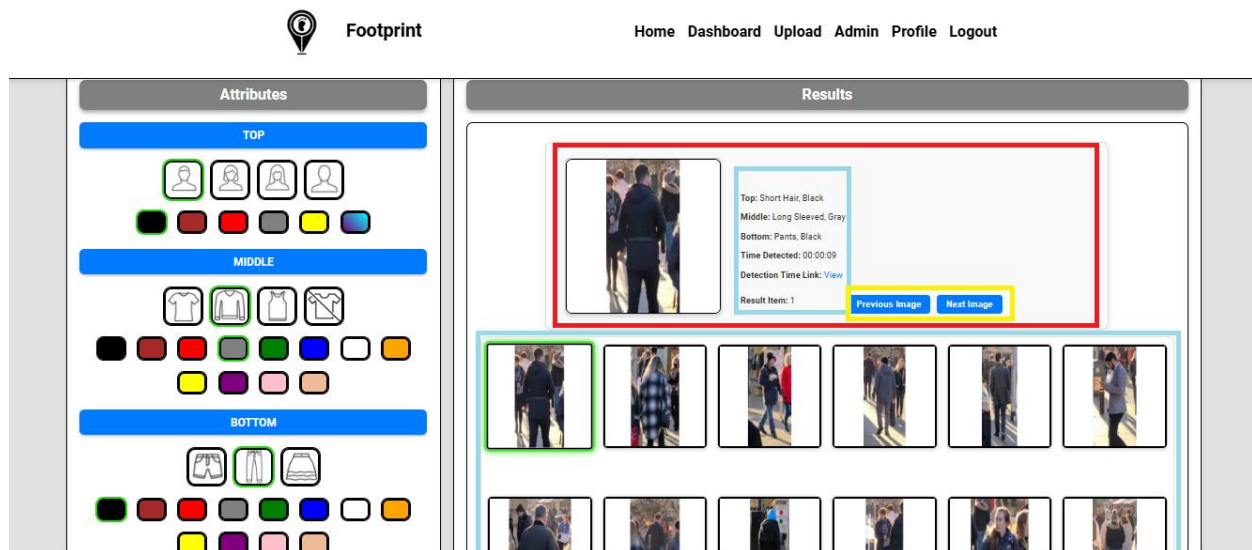 Footprint
Home Dashboard Upload Admin Profile Logout
Attributes
TOP
MIDDLE
BOTTOM
Results
Top: Short Hair, Black
Middle: Long Sleeved, Gray
Bottom: Pants, Black
Time Detected: 00:00:09
Detection Time Link: View
Result Item: 1
Previous Image Next Image